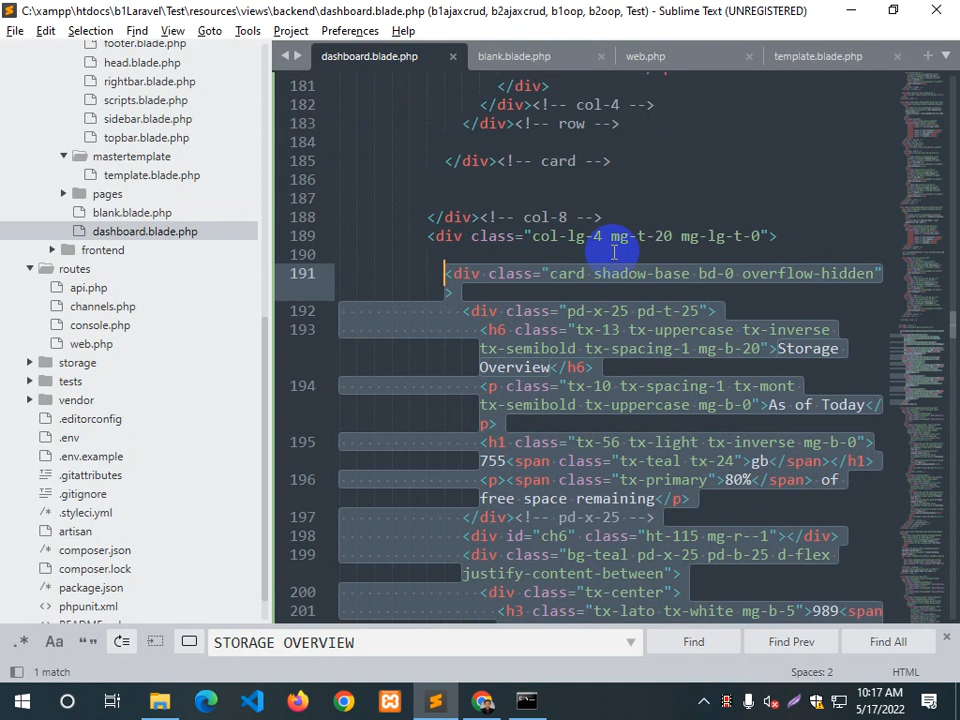 C:\xampp\htdocs\b1Laravel\Test\resources\views\backend\dashboard.blade.php (b1ajaxcrud, b2ajaxcrud, b1oop, b2oop, Test) - Sublime Text (UNREGISTERED)
File Edit Selection Find View Goto Tools Project Preferences Help
footer.blade.php
head.blade.php
rightbar.blade.php
scripts.blade.php
sidebar.blade.php
topbar.blade.php
mastertemplate
template.blade.php
pages
blank.blade.php
dashboard.blade.php
frontend
routes
api.php
channels.php
console.php
web.php
storage
tests
vendor
.editorconfig
.env
.env.example
.gitattributes
.gitignore
.styleci.yml
artisan
composer.json
composer.lock
package.json
phpunit.xml
dashboard.blade.php blank.blade.php web.php template.blade.php
181 </div>
182 </div><!-- col-4 -->
183 </div><!-- row -->
184
185 </div><!-- card -->
186
187
188 </div><!-- col-8 -->
189 <div class="col-lg-4 mg-t-20 mg-lg-t-0">
190
191 <div class="card shadow-base bd-0 overflow-hidden"
>
192 <div class="pd-x-25 pd-t-25">
193 <h6 class="tx-13 tx-uppercase tx-inverse
tx-semibold tx-spacing-1 mg-b-20">Storage
Overview</h6>
194 <p class="tx-10 tx-spacing-1 tx-mont
tx-semibold tx-uppercase mg-b-0">As of Today</
p>
195 <h1 class="tx-56 tx-light tx-inverse mg-b-0">
755<span class="tx-teal tx-24">gb</span></h1>
196 <p><span class="tx-primary">80%</span> of
free space remaining</p>
197 </div><!-- pd-x-25 -->
198 <div id="ch6" class="ht-115 mg-r--1"></div>
199 <div class="bg-teal pd-x-25 pd-b-25 d-flex
justify-content-between">
200 <div class="tx-center">
201 <h3 class="tx-lato tx-white mg-b-5">989<span
.* Aa “” STORAGE OVERVIEW Find Find Prev Find All
1 match Spaces: 2 HTML
10:17 AM
5/17/2022